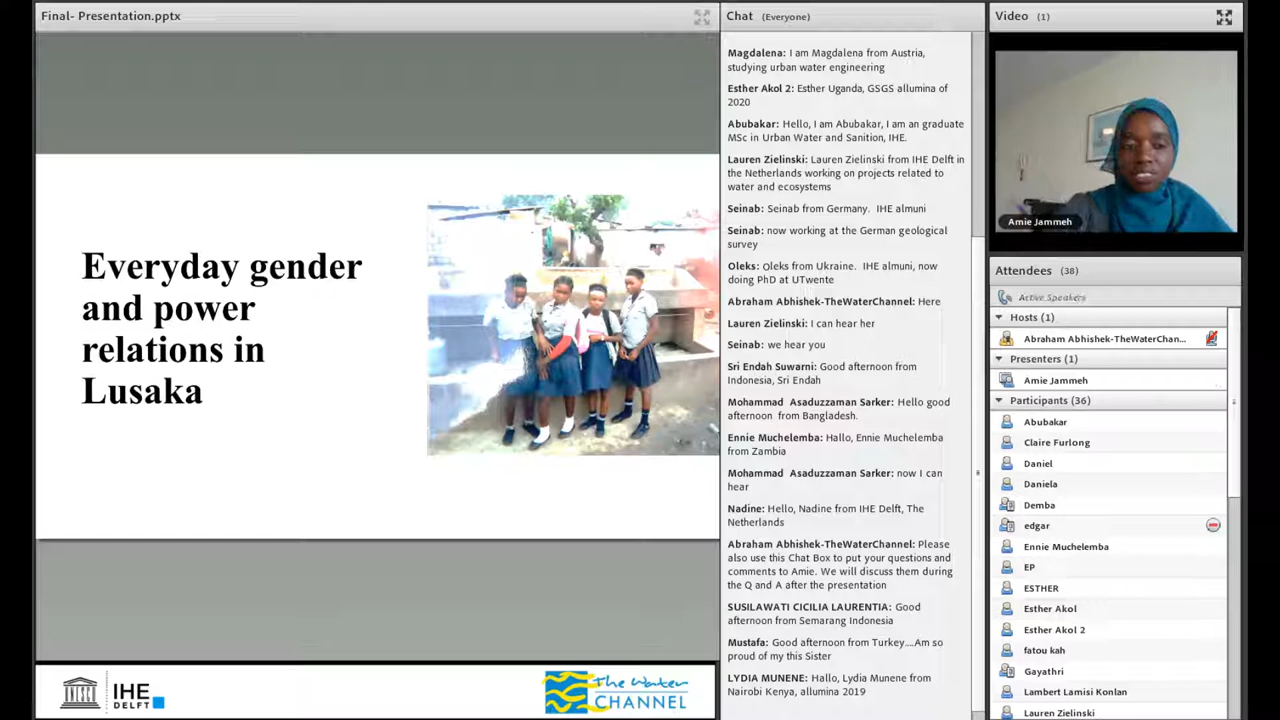 Final- Presentation.pptx
Everyday gender
and power
relations in
Lusaka
IHE
DELFT
The Water
CHANNEL
Chat (Everyone)
Magdalena: I am Magdalena from Austria,
studying urban water engineering
Esther Akol 2: Esther Uganda, GSGS allumina of
2020
Abubakar: Hello, I am Abubakar, I am an graduate
MSc in Urban Water and Sanition, IHE.
Lauren Zielinski: Lauren Zielinski from IHE Delft in
the Netherlands working on projects related to
water and ecosystems
Seinab: Seinab from Germany. IHE almuni
Seinab: now working at the German geological
survey
Oleks: Oleks from Ukraine. IHE almuni, now
doing PhD at UTwente
Abraham Abhishek-TheWaterChannel: Here
Lauren Zielinski: I can hear her
Seinab: we hear you
Sri Endah Suwarni: Good afternoon from
Indonesia, Sri Endah
Mohammad Asaduzzaman Sarker: Hello good
afternoon from Bangladesh.
Ennie Muchelemba: Hallo, Ennie Muchelemba
from Zambia
Mohammad Asaduzzaman Sarker: now I can
hear
Nadine: Hello, Nadine from IHE Delft, The
Netherlands
Abraham Abhishek-TheWaterChannel: Please
also use this Chat Box to put your questions and
comments to Amie. We will discuss them during
the Q and A after the presentation
SUSILAWATI CICILIA LAURENTIA: Good
afternoon from Semarang Indonesia
Mustafa: Good afternoon from Turkey....Am so
proud of my this Sister
LYDIA MUNENE: Hallo, Lydia Munene from
Nairobi Kenya, allumina 2019
Video (1)
Amie Jammeh
Attendees (38)
Active Speakers
Hosts (1)
Abraham Abhishek-TheWaterChan...
Presenters (1)
Amie Jammeh
Participants (36)
Abubakar
Claire Furlong
Daniel
Daniela
Demba
edgar
Ennie Muchelemba
EP
ESTHER
Esther Akol
Esther Akol 2
fatou kah
Gayathri
Lambert Lamisi Konlan
Lauren Zielinski